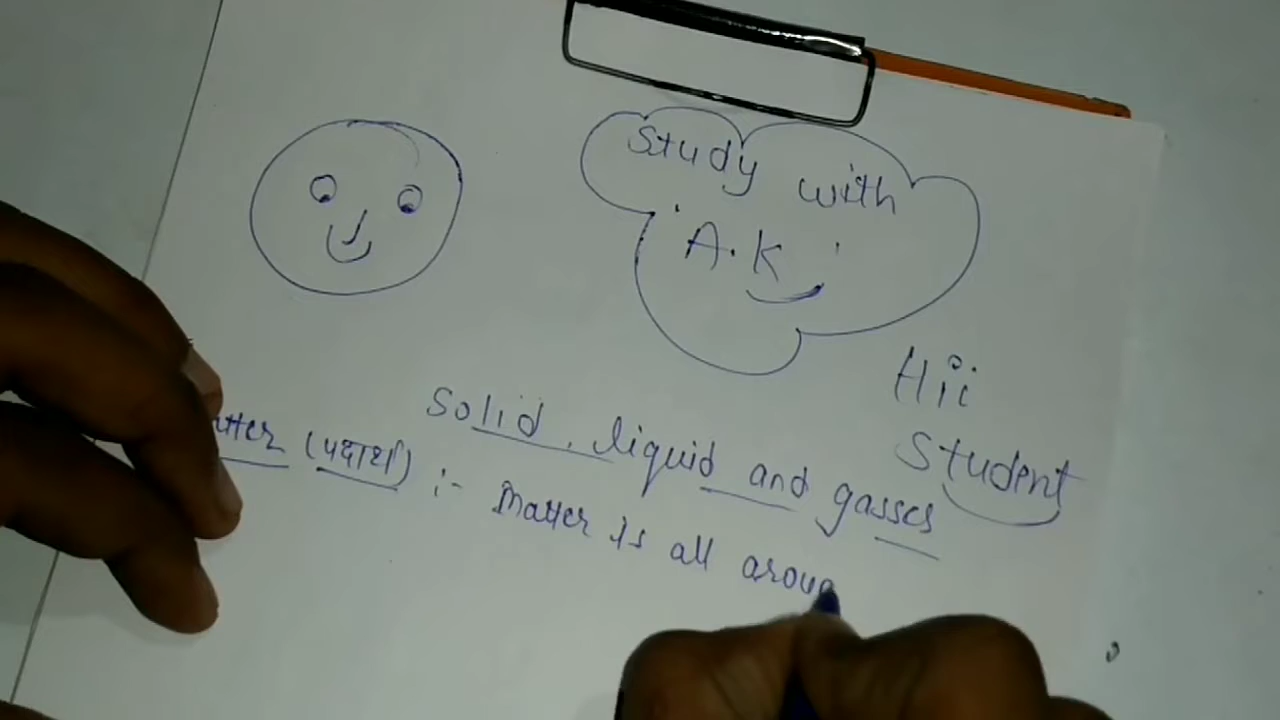 Study with
A.K
Hii
Student
Solid, liquid and gasses
atter (पदार्थ) :- Matter is all arou